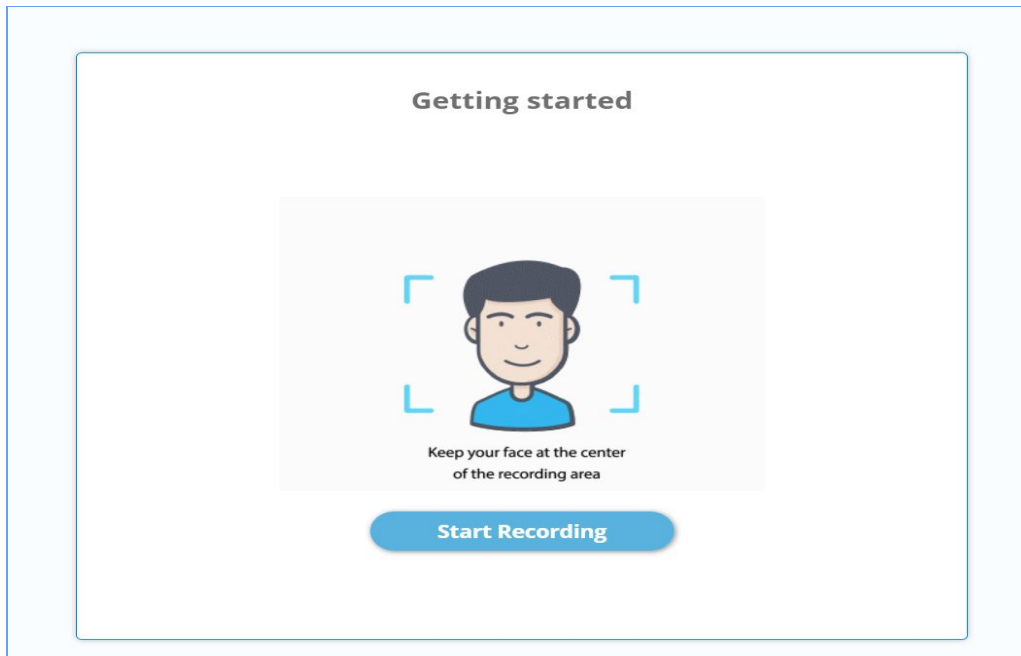 Getting started
Keep your face at the center
of the recording area
Start Recording